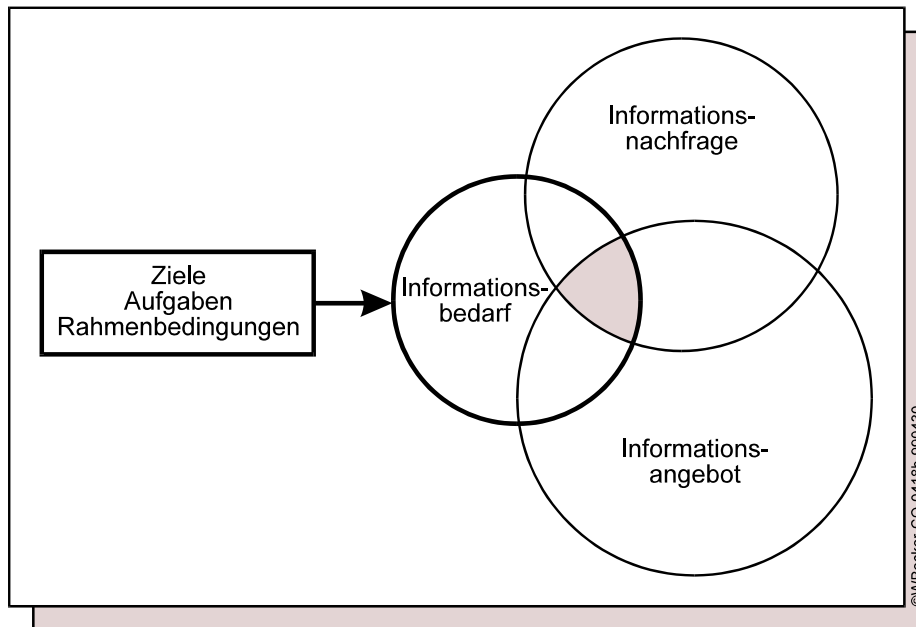 Informations-
nachfrage
Ziele
Aufgaben
Rahmenbedingungen
Informations-
bedarf
Informations-
angebot